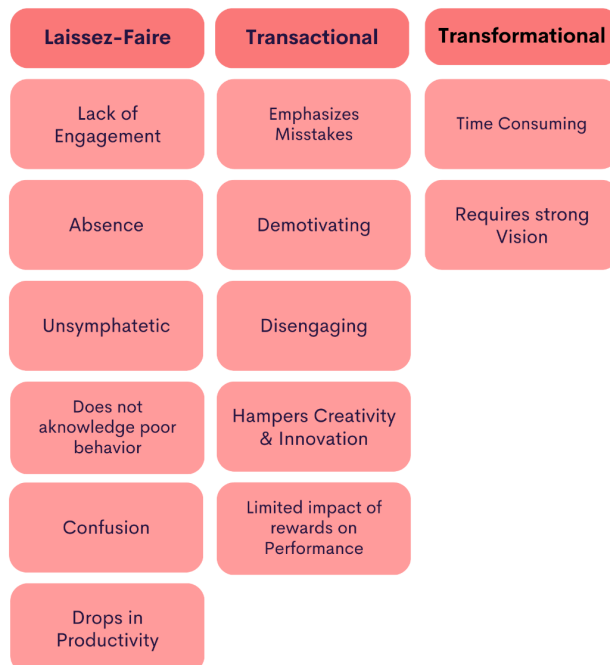 Laissez-Faire
Transactional
Transformational
Lack of
Engagement
Emphasizes
Misstakes
Time Consuming
Absence
Demotivating
Requires strong
Vision
Unsymphatetic
Disengaging
Does not
aknowledge poor
behavior
Hampers Creativity
& Innovation
Confusion
Limited impact of
rewards on
Performance
Drops in
Productivity